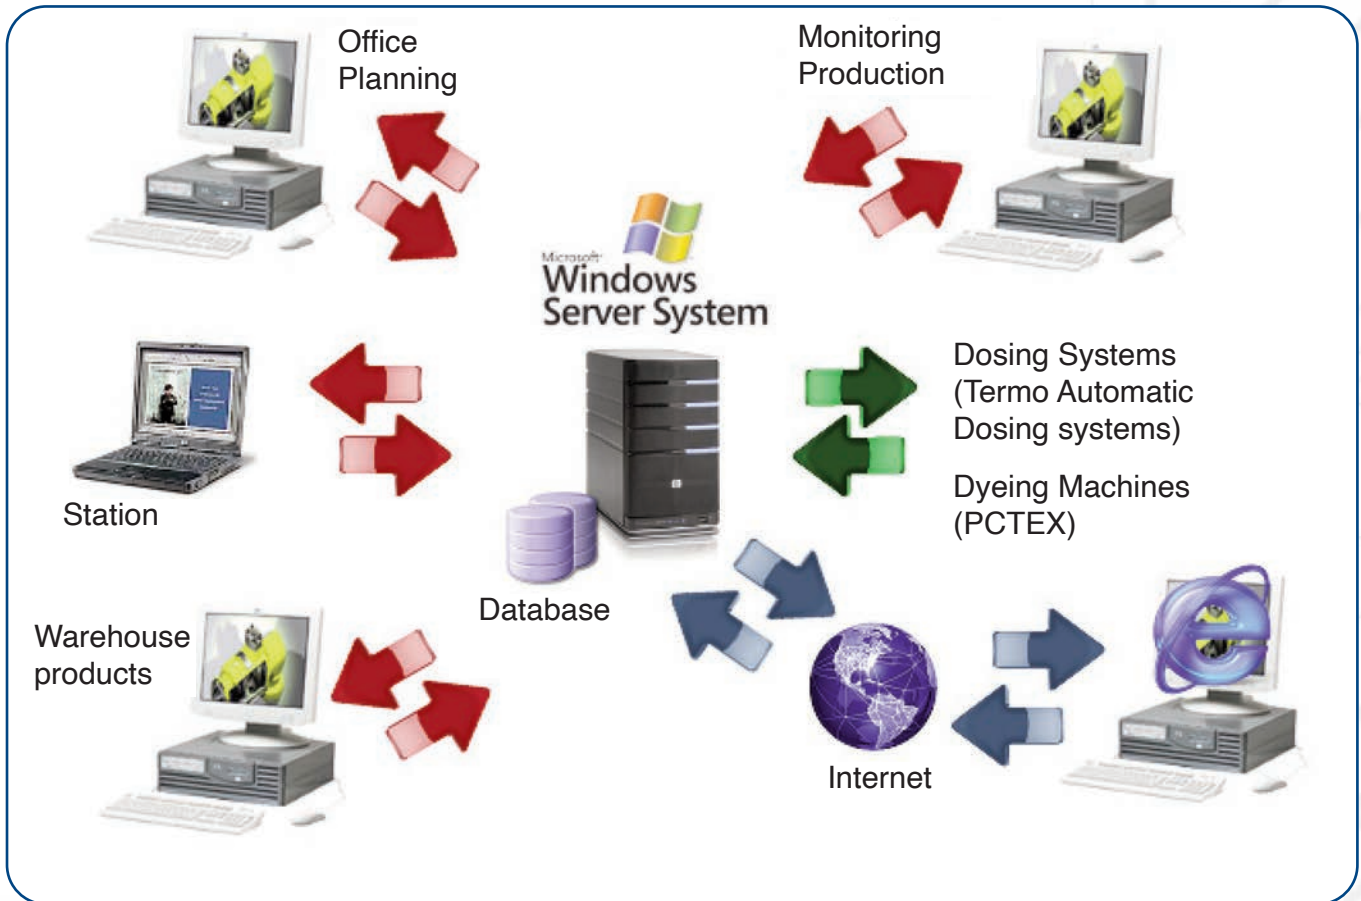 Office
Planning
Monitoring
Production
Microsoft
Windows
Server System
Dosing Systems
(Termo Automatic
Dosing systems)
Dyeing Machines
(PCTEX)
Station
Database
Warehouse
products
Internet